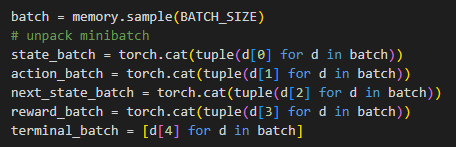 batch = memory.sample(BATCH_SIZE)
# unpack minibatch
state_batch = torch.cat(tuple(d[0] for d in batch))
action_batch = torch.cat(tuple(d[1] for d in batch))
next_state_batch = torch.cat(tuple(d[2] for d in batch))
reward_batch = torch.cat(tuple(d[3] for d in batch))
terminal_batch = [d[4] for d in batch]